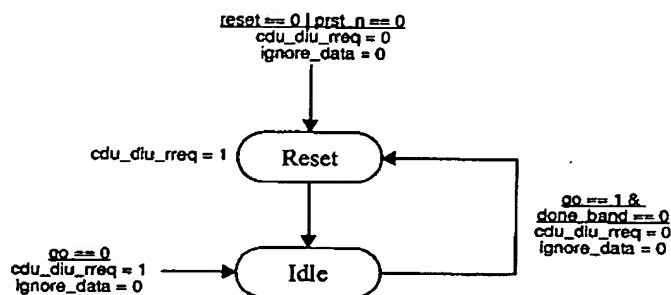 reset == 0 | prst_n == 0
cdu_diu_rreq = 0
ignore_data = 0
cdu_diu_rreq = 1
Reset
go == 1 &
done_band == 0
cdu_diu_rreq = 0
ignore_data = 0
go == 0
cdu_diu_rreq = 1
ignore_data = 0
Idle